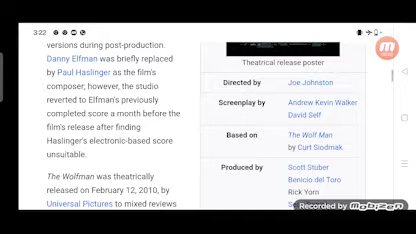 3:22
versions during post-production.
Danny Elfman was briefly replaced
by Paul Haslinger as the film's
composer; however, the studio
reverted to Elfman's previously
completed score a month before the
film's release after finding
Haslinger's electronic-based score
unsuitable.
The Wolfman was theatrically
released on February 12, 2010, by
Universal Pictures to mixed reviews
Theatrical release poster
Directed by Joe Johnston
Screenplay by Andrew Kevin Walker
David Self
Based on The Wolf Man
by Curt Siodmak
Produced by Scott Stuber
Benicio del Toro
Rick Yorn
Recorded by Mobizen